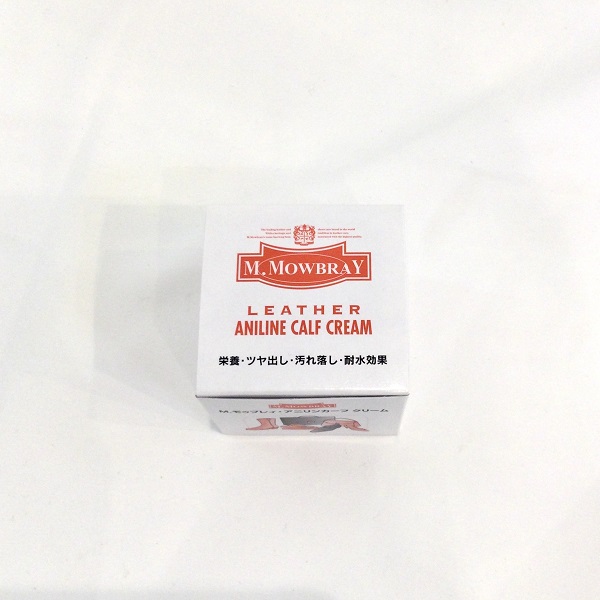 M.MOWBRAY
LEATHER
ANILINE CALF CREAM
栄養・ツヤ出し・汚れ落し・耐水効果
M.MOWBRAY
M.モゥブレィ・アニリンカーフ クリーム